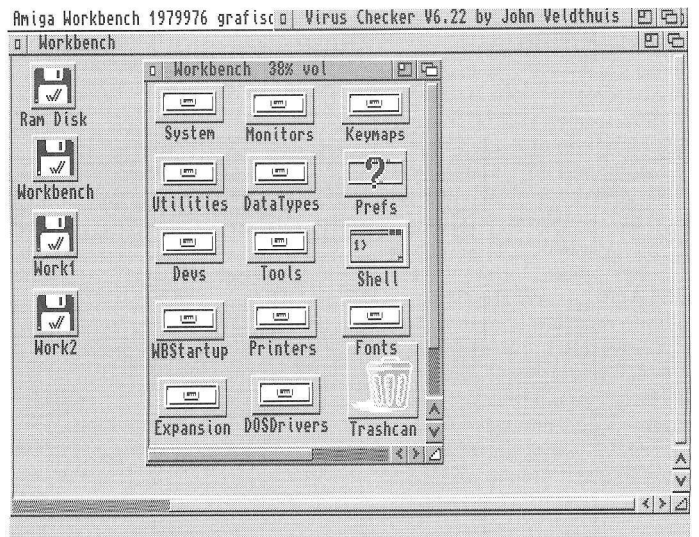 Amiga Workbench 1979976 grafisc
Virus Checker V6.22 by John Veldthuis
Workbench
Ram Disk
Workbench
Work1
Work2
Workbench 38% vol
System Monitors Keymaps
Utilities DataTypes Prefs
1>
Devs Tools Shell
WBStartup Printers Fonts
Expansion DOSDrivers Trashcan